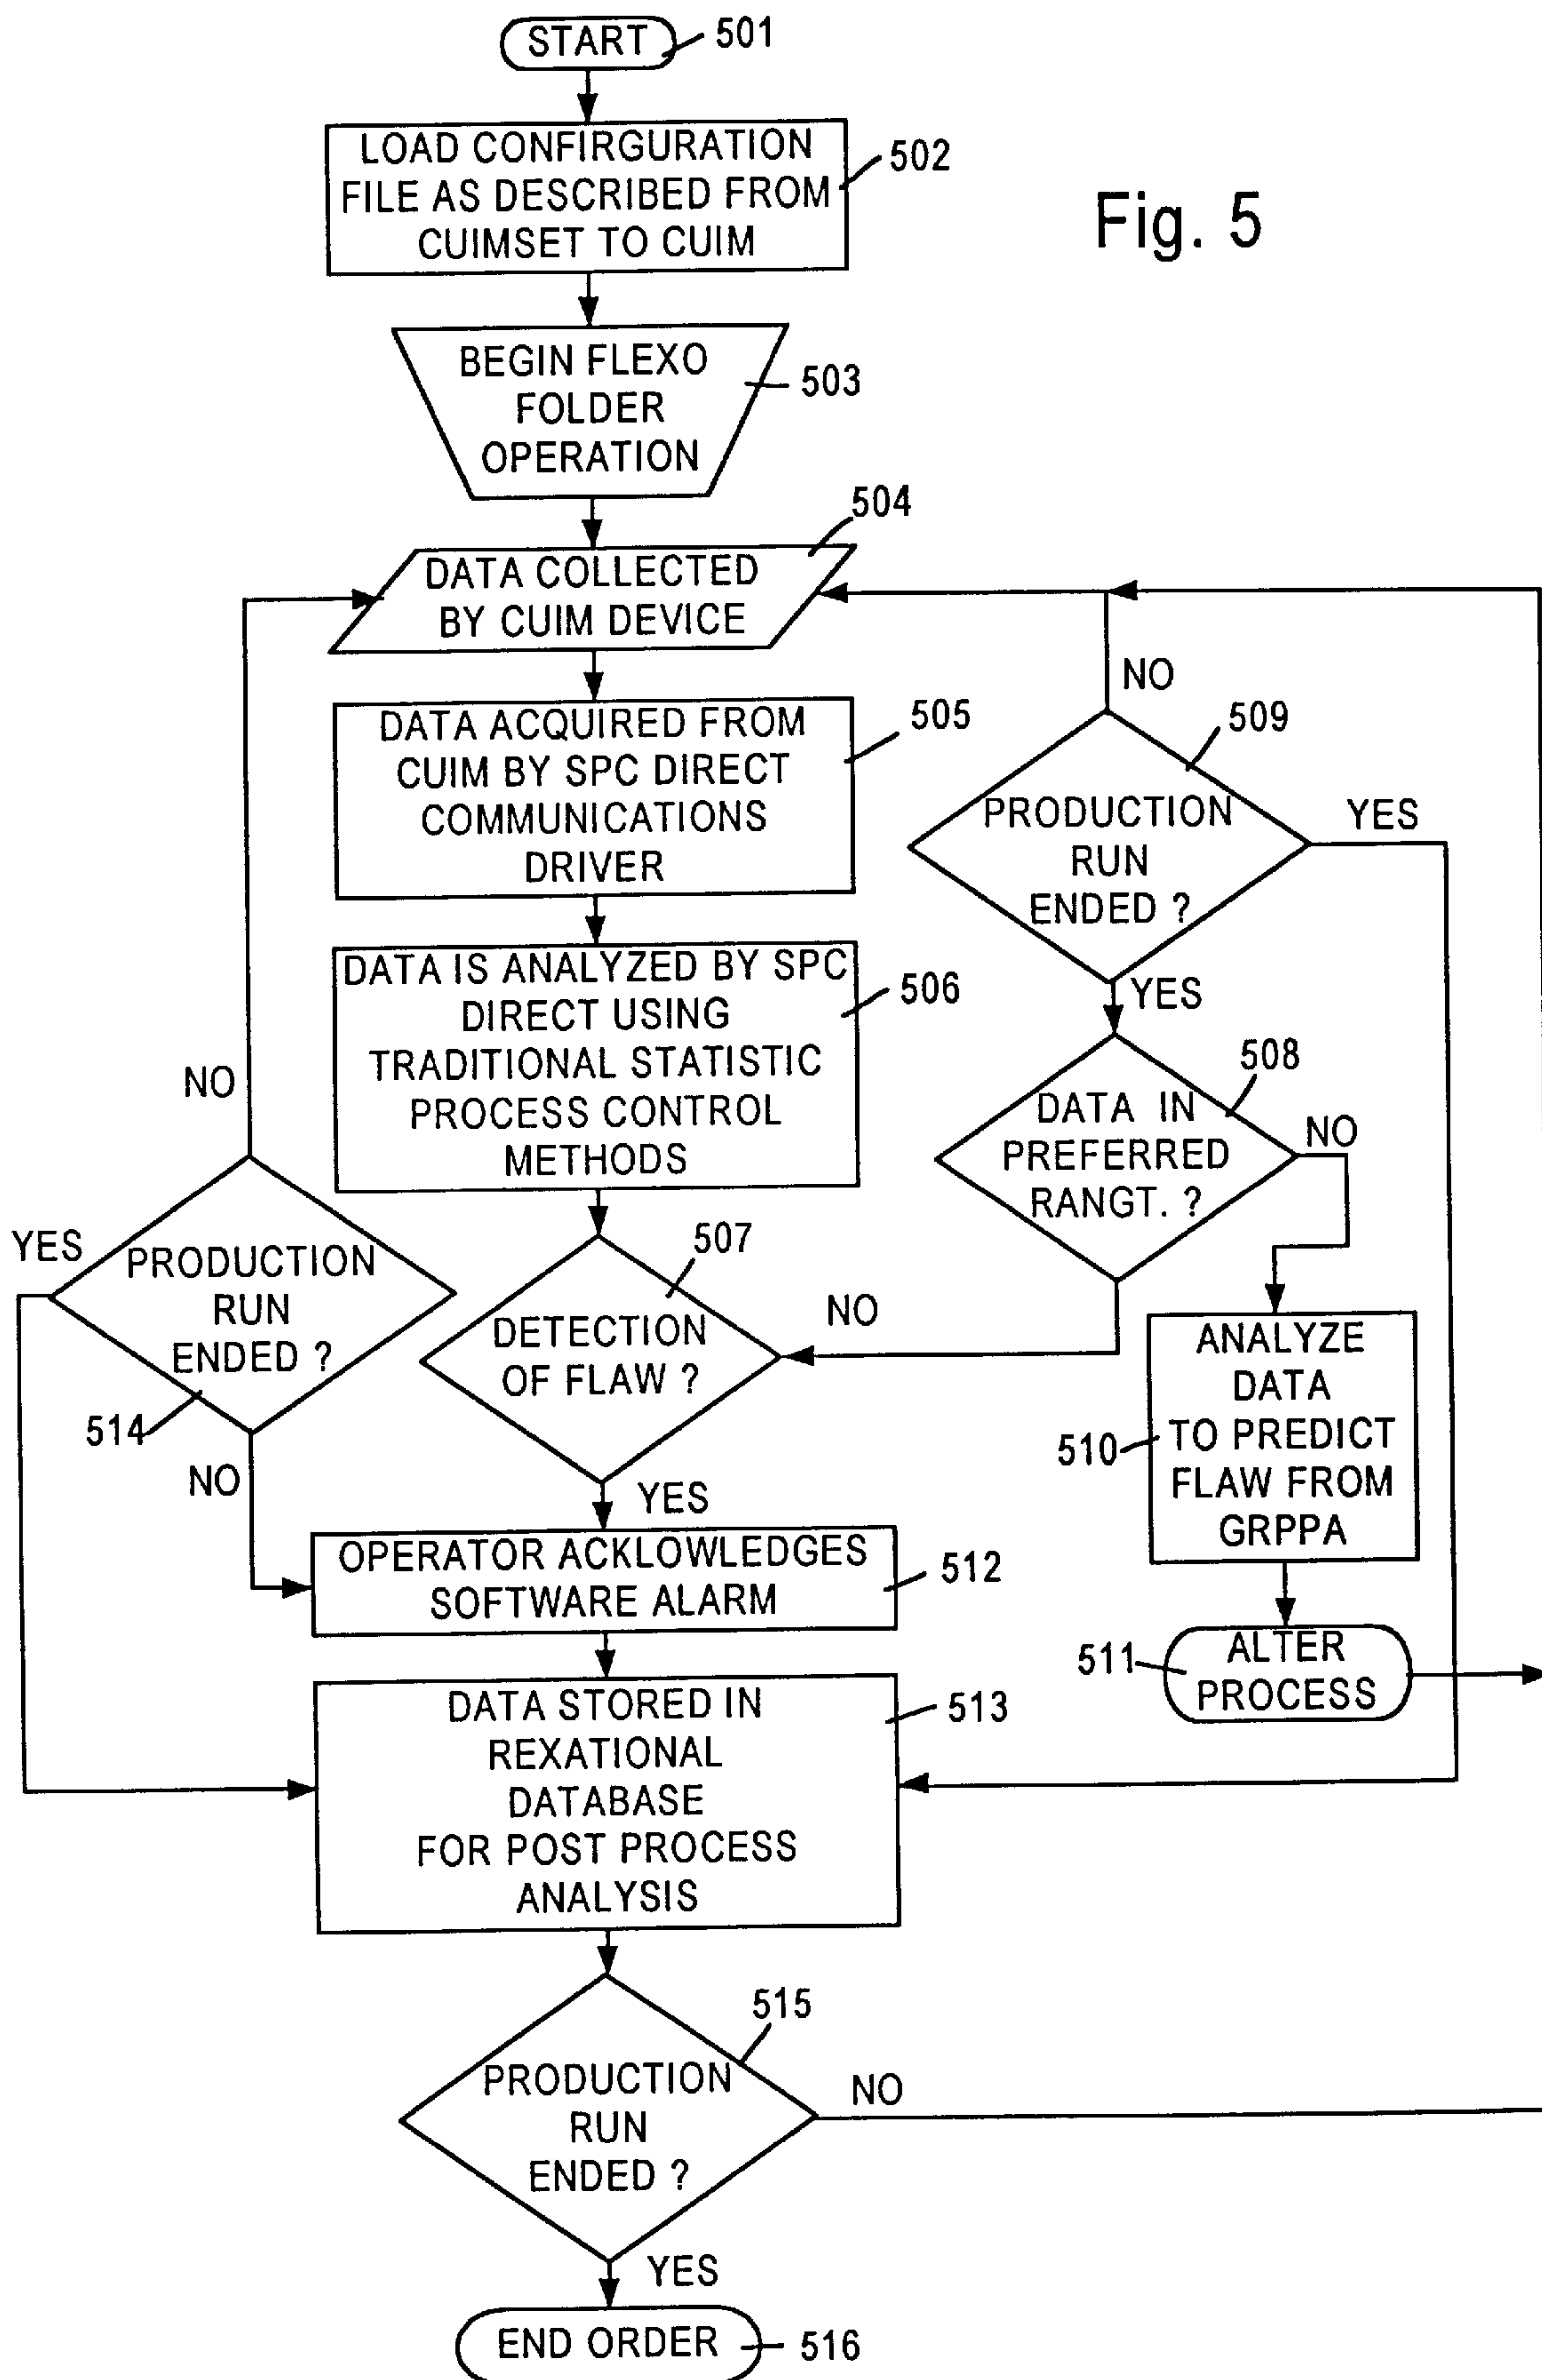 START
501
LOAD CONFIRGURATION
FILE AS DESCRIBED FROM
CUIMSET TO CUIM
502
Fig. 5
BEGIN FLEXO
FOLDER
OPERATION
503
504
DATA COLLECTED
BY CUIM DEVICE
NO
DATA ACQUIRED FROM
CUIM BY SPC DIRECT
COMMUNICATIONS
DRIVER
505
509
PRODUCTION
RUN
ENDED ?
YES
YES
DATA IS ANALYZED BY SPC
DIRECT USING
TRADITIONAL STATISTIC
PROCESS CONTROL
METHODS
506
508
DATA IN
PREFERRED
RANGT. ?
NO
NO
YES
PRODUCTION
RUN
ENDED ?
514
NO
507
DETECTION
OF FLAW ?
NO
YES
ANALYZE
DATA
TO PREDICT
FLAW FROM
GRPPA
510
OPERATOR ACKLOWLEDGES
SOFTWARE ALARM
512
511
ALTER
PROCESS
DATA STORED IN
REXATIONAL
DATABASE
FOR POST PROCESS
ANALYSIS
513
515
PRODUCTION
RUN
ENDED ?
NO
YES
END ORDER
516